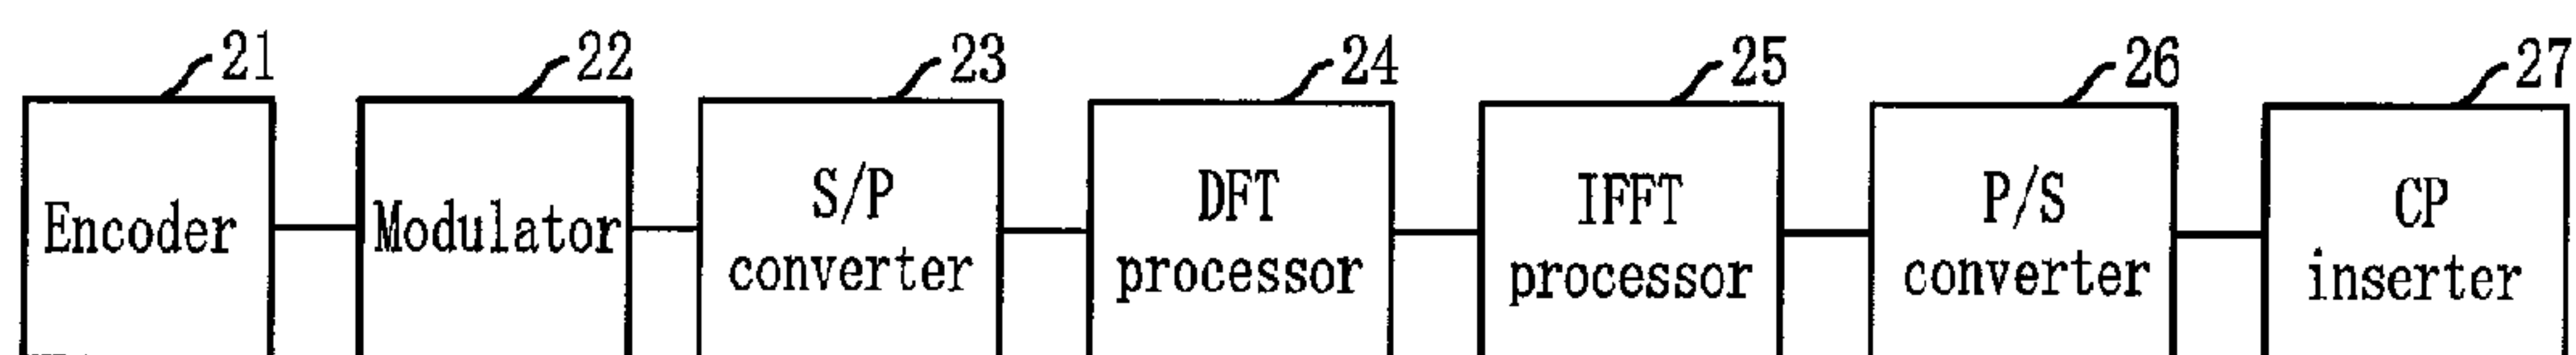 21 22 23 24 25 26 27
Encoder Modulator S/P converter DFT processor IFFT processor P/S converter CP inserter